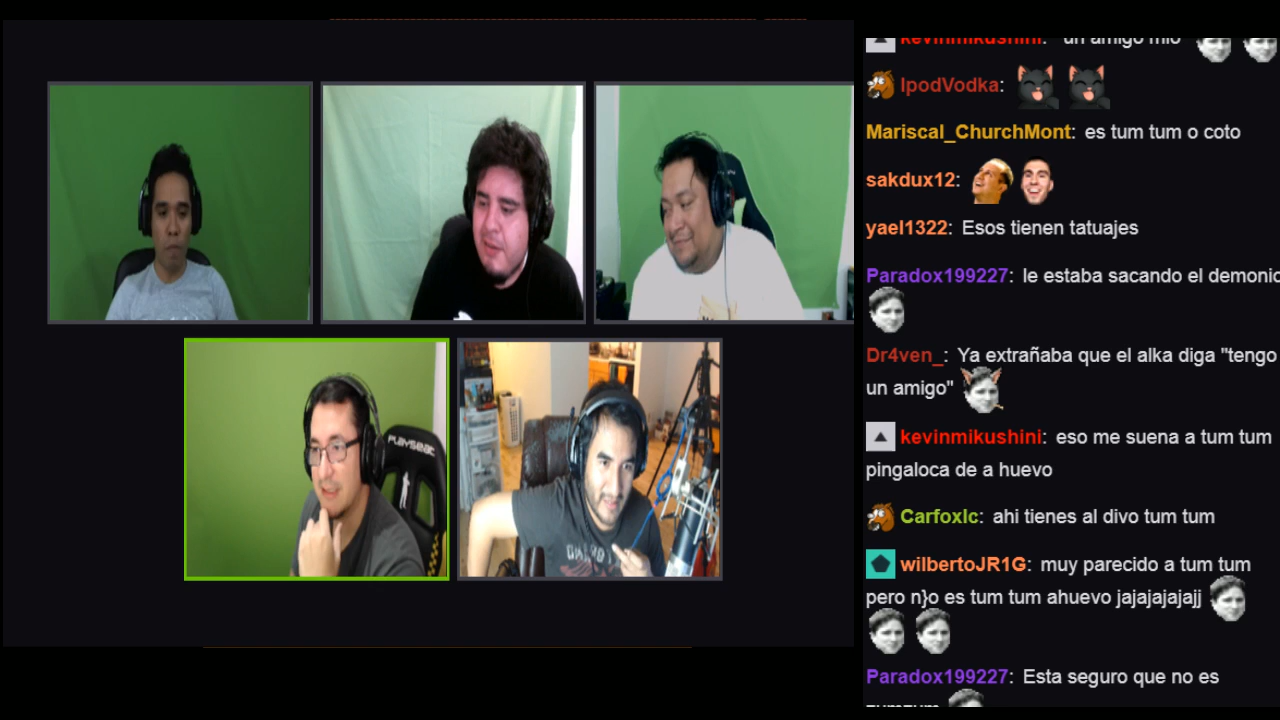 kevinmikushini: un amigo mio
IpodVodka:
Mariscal_ChurchMont: es tum tum o coto
sakdux12:
yael1322: Esos tienen tatuajes
Paradox199227: le estaba sacando el demonio
Dr4ven_: Ya extrañaba que el alka diga "tengo
un amigo"
kevinmikushini: eso me suena a tum tum
pingaloca de a huevo
Carfoxlc: ahi tienes al divo tum tum
wilbertoJR1G: muy parecido a tum tum
pero n}o es tum tum ahuevo jajajajajajj
Paradox199227: Esta seguro que no es
PLAYSEAT